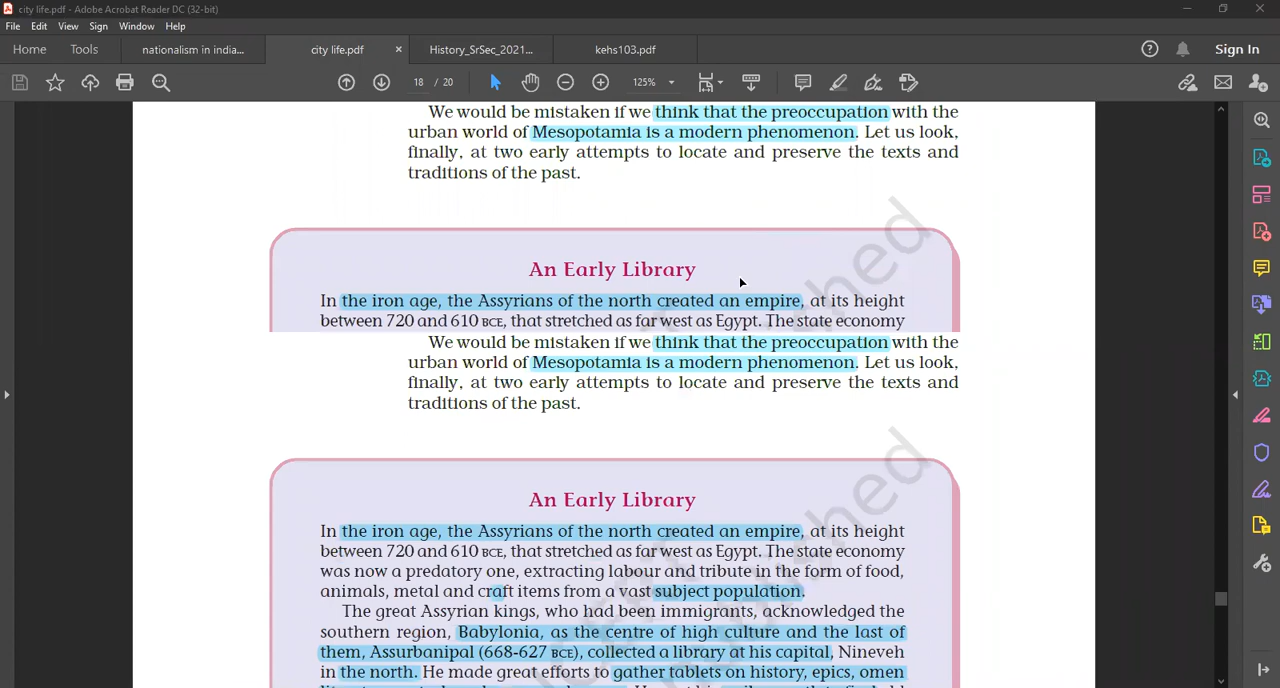 city life.pdf - Adobe Acrobat Reader DC (32-bit)
File Edit View Sign Window Help
Home Tools nationalism in india... city life.pdf × History_SrSec_2021... kehs103.pdf Sign In
18 / 20 125%
We would be mistaken if we think that the preoccupation with the
urban world of Mesopotamia is a modern phenomenon. Let us look,
finally, at two early attempts to locate and preserve the texts and
traditions of the past.
An Early Library
In the iron age, the Assyrians of the north created an empire, at its height
between 720 and 610 BCE, that stretched as far west as Egypt. The state economy
We would be mistaken if we think that the preoccupation with the
urban world of Mesopotamia is a modern phenomenon. Let us look,
finally, at two early attempts to locate and preserve the texts and
traditions of the past.
An Early Library
In the iron age, the Assyrians of the north created an empire, at its height
between 720 and 610 BCE, that stretched as far west as Egypt. The state economy
was now a predatory one, extracting labour and tribute in the form of food,
animals, metal and craft items from a vast subject population.
The great Assyrian kings, who had been immigrants, acknowledged the
southern region, Babylonia, as the centre of high culture and the last of
them, Assurbanipal (668-627 BCE), collected a library at his capital, Nineveh
in the north. He made great efforts to gather tablets on history, epics, omen